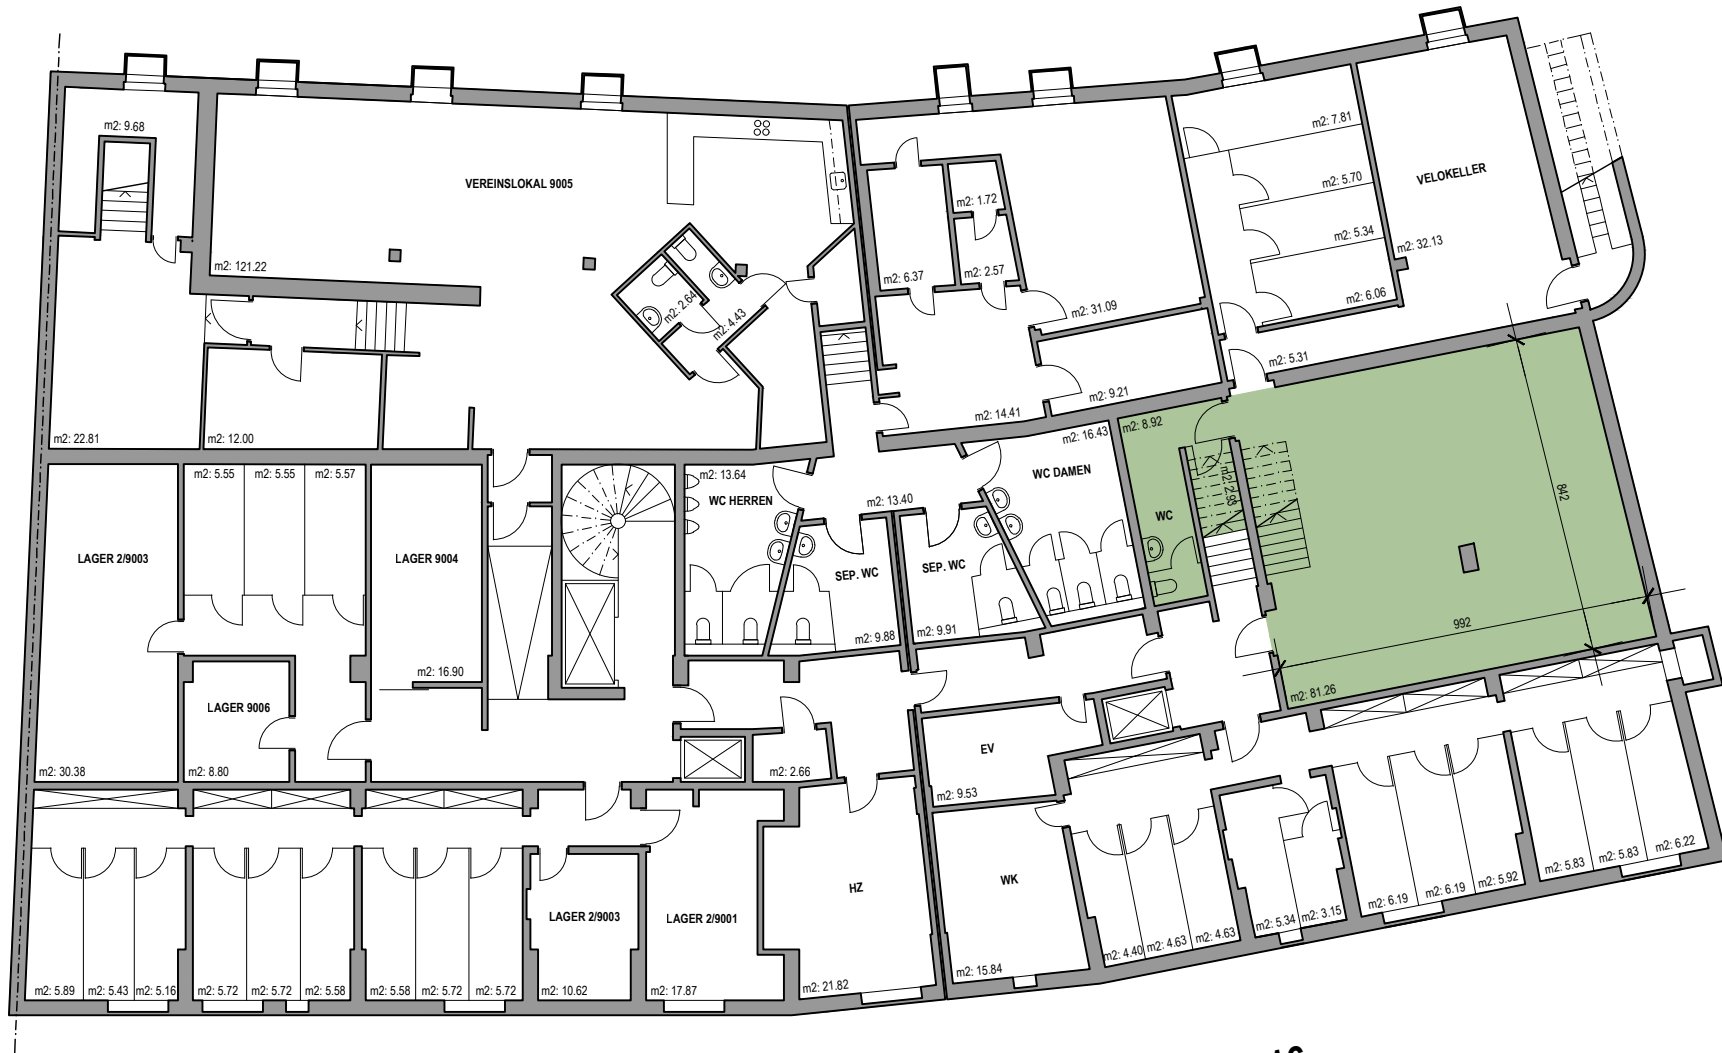 m2: 9.68
VEREINSLOKAL 9005
m2: 121.22
m2: 2.64
m2: 4.43
m2: 22.81
m2: 12.00
m2: 1.72
m2: 6.37
m2: 2.57
m2: 31.09
m2: 14.41
m2: 9.21
m2: 7.81
m2: 5.70
m2: 5.34
m2: 6.06
m2: 5.31
VELOKELLER
m2: 32.13
m2: 5.55
m2: 5.55
m2: 5.57
LAGER 2/9003
m2: 30.38
LAGER 9004
m2: 16.90
LAGER 9006
m2: 8.80
m2: 13.64
WC HERREN
m2: 13.40
SEP. WC
m2: 9.88
SEP. WC
m2: 9.91
m2: 16.43
WC DAMEN
m2: 8.92
WC
m2: 2.93
842
992
m2: 81.26
m2: 2.66
EV
m2: 9.53
HZ
m2: 21.82
WK
m2: 15.84
m2: 5.89
m2: 5.43
m2: 5.16
m2: 5.72
m2: 5.72
m2: 5.58
m2: 5.58
m2: 5.72
m2: 5.72
LAGER 2/9003
m2: 10.62
LAGER 2/9001
m2: 17.87
m2: 4.40
m2: 4.63
m2: 4.63
m2: 5.34
m2: 3.15
m2: 6.19
m2: 6.19
m2: 5.92
m2: 5.83
m2: 5.83
m2: 6.22